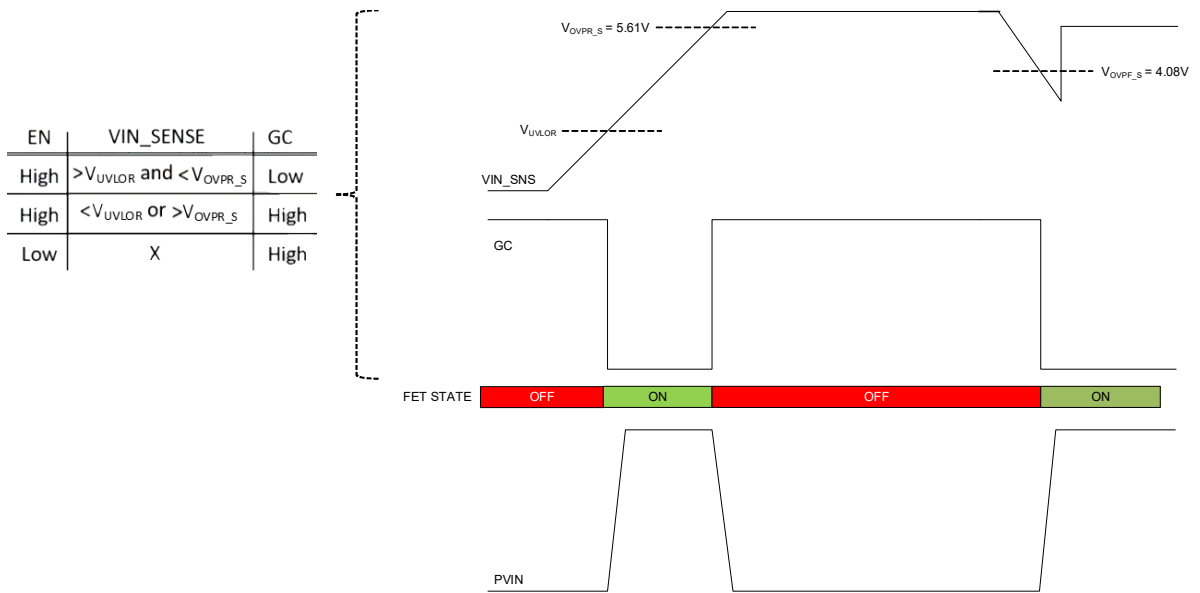 EN VIN_SENSE GC
High >VUVLOR and <VOVPR_S Low
High <VUVLOR or >VOVPR_S High
Low X High
VOVPR_S = 5.61V
VOVPF_S = 4.08V
VUVLOR
VIN_SNS
GC
FET STATE OFF ON OFF ON
PVIN